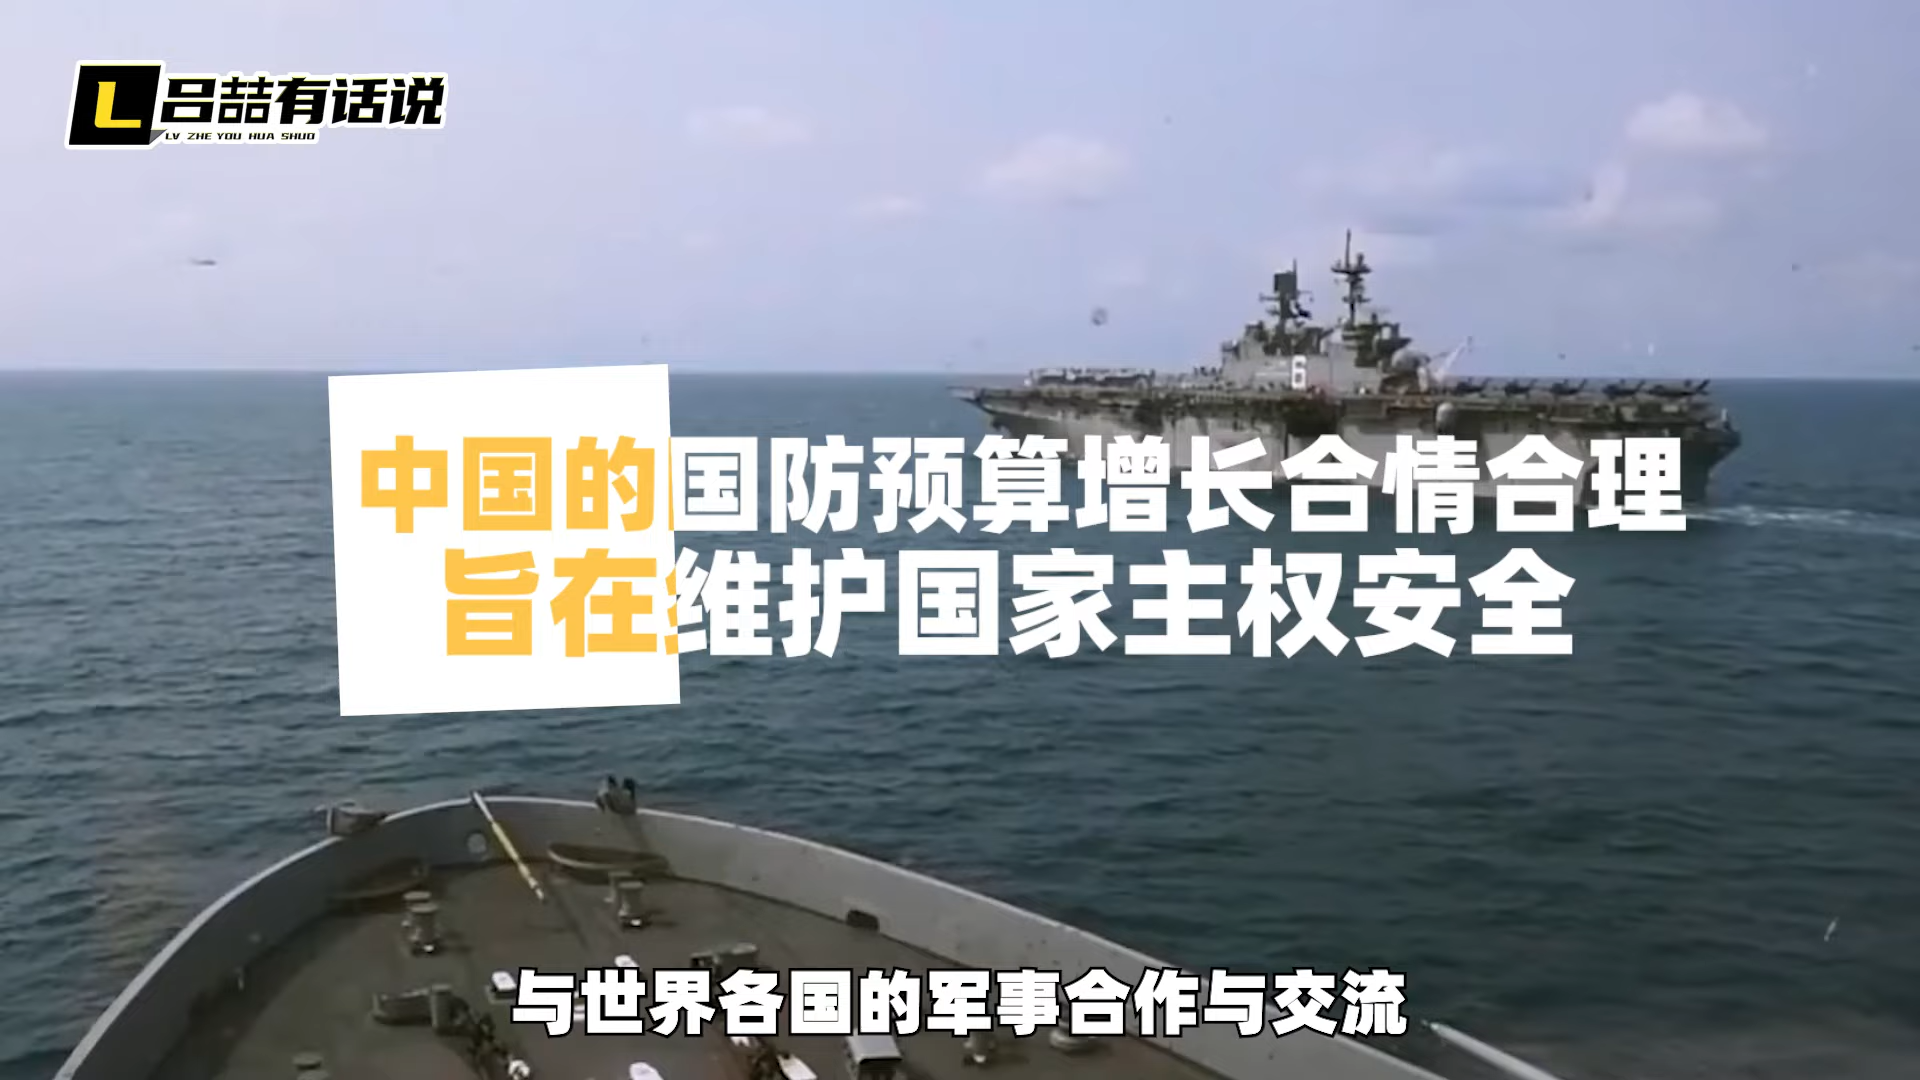 L 吕喆有话说
LV ZHE YOU HUA SHUO
6
中国的国防预算增长合情合理
旨在维护国家主权安全
与世界各国的军事合作与交流